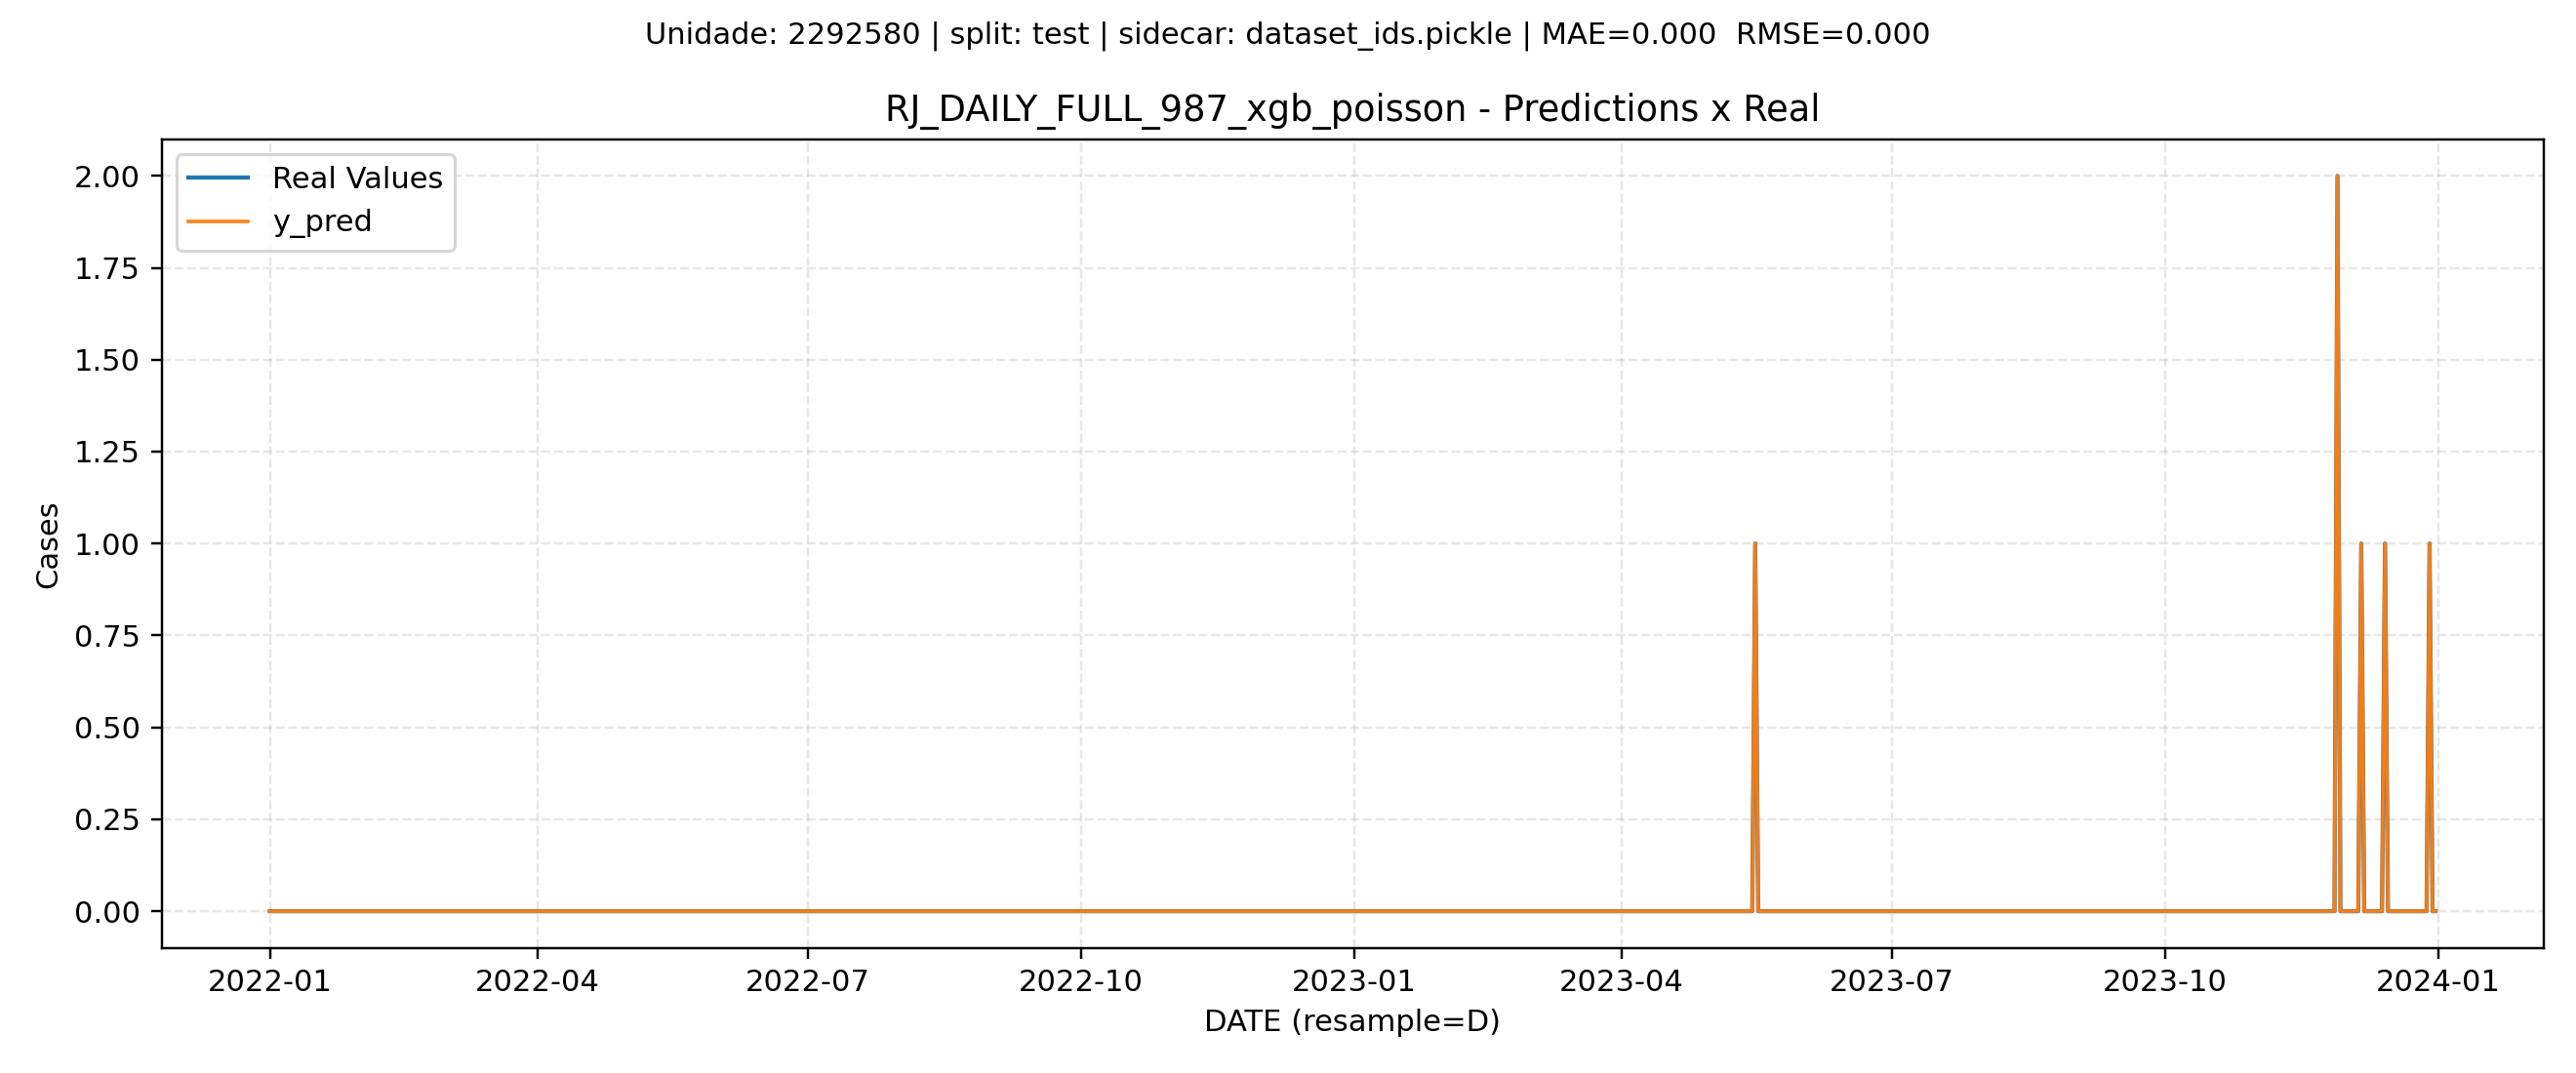 Unidade: 2292580 | split: test | sidecar: dataset_ids.pickle | MAE=0.000  RMSE=0.000
RJ_DAILY_FULL_987_xgb_poisson - Predictions x Real
Real Values
y_pred
2.00
1.75
1.50
1.25
1.00
0.75
0.50
0.25
0.00
Cases
2022-01 2022-04 2022-07 2022-10 2023-01 2023-04 2023-07 2023-10 2024-01
DATE (resample=D)